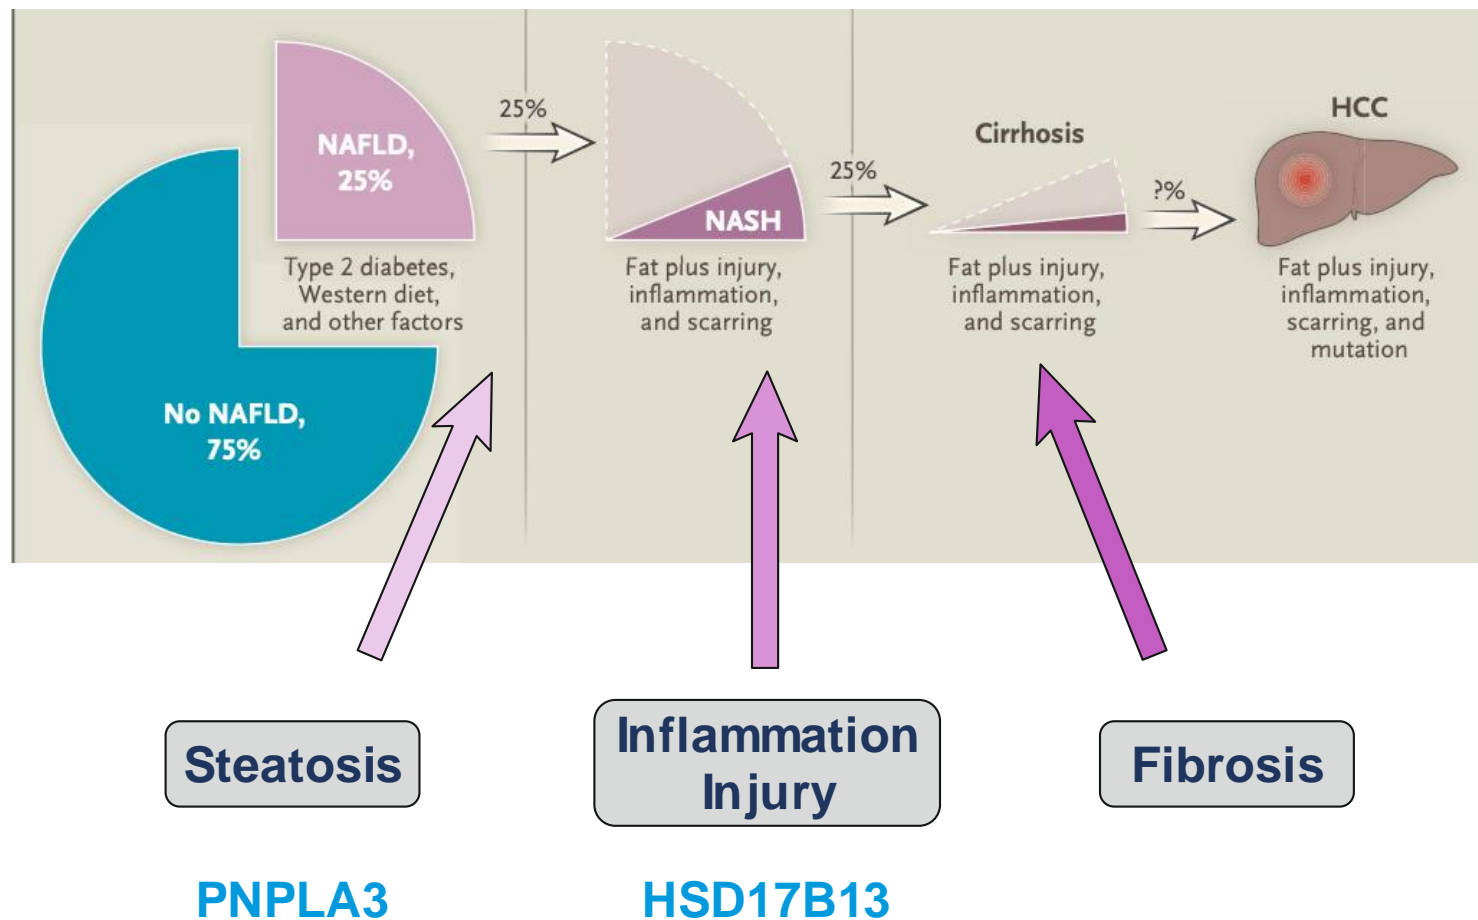 NAFLD,
25%
No NAFLD,
75%
Type 2 diabetes,
Western diet,
and other factors
25%
NASH
Fat plus injury,
inflammation,
and scarring
25%
Cirrhosis
Fat plus injury,
inflammation,
and scarring
?%
HCC
Fat plus injury,
inflammation,
scarring, and
mutation
Steatosis
Inflammation
Injury
Fibrosis
PNPLA3
HSD17B13